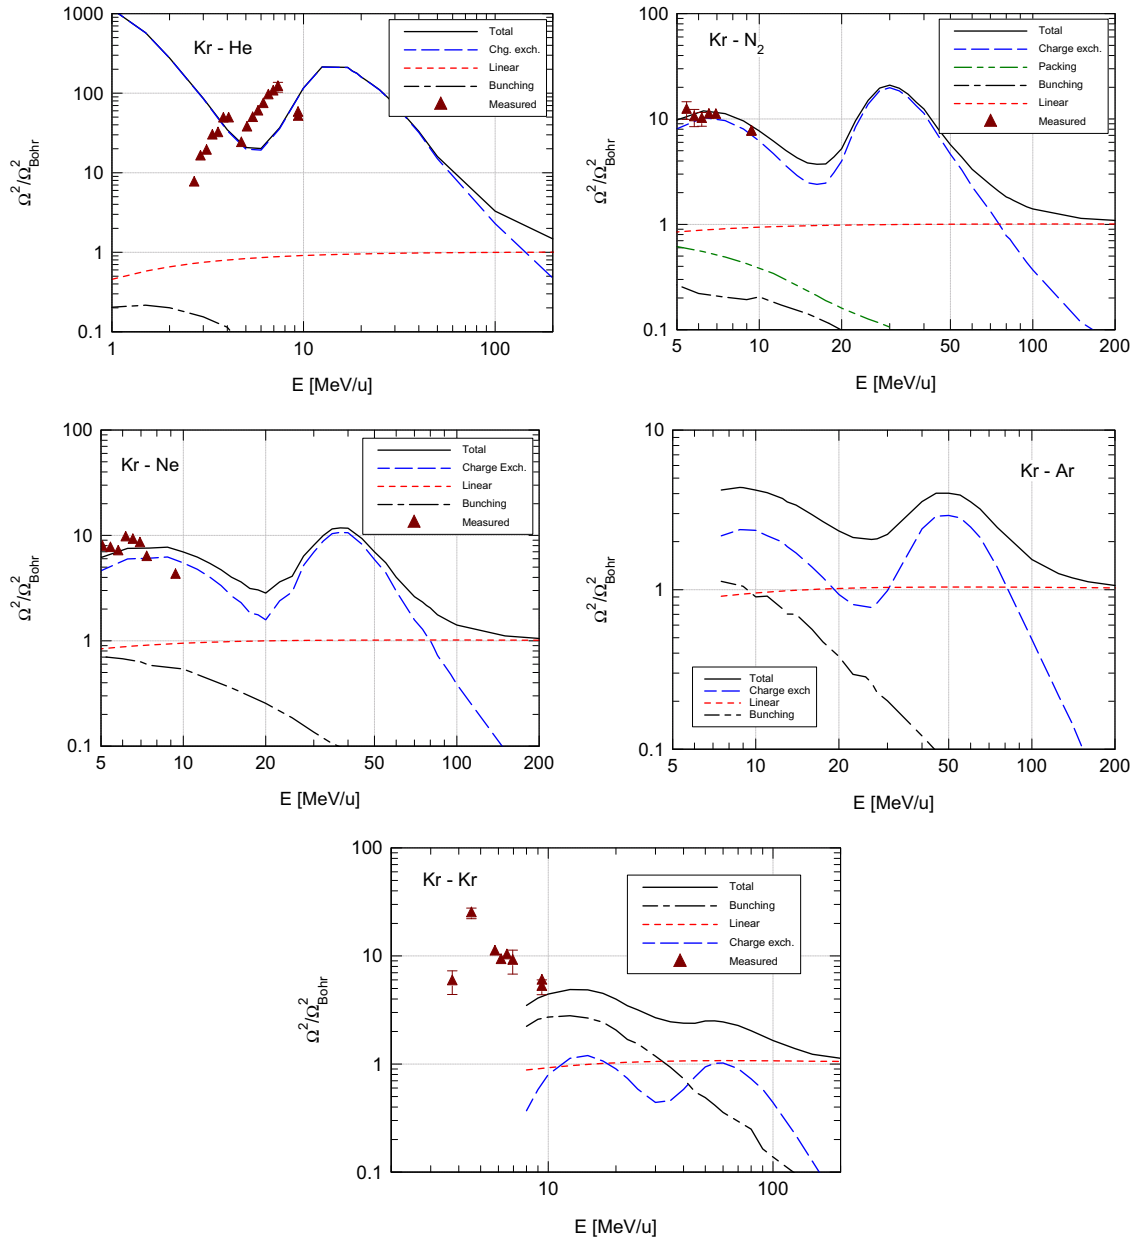 Kr - He
Total
Chg. exch.
Linear
Bunching
Measured
1000
100
10
1
0.1
Ω²/Ω²Bohr
1
10
100
E [MeV/u]
Kr - N₂
Total
Charge exch.
Packing
Bunching
Linear
Measured
100
10
1
0.1
Ω²/Ω²Bohr
5
10
20
50
100
200
E [MeV/u]
Kr - Ne
Total
Charge Exch.
Linear
Bunching
Measured
100
10
1
0.1
Ω²/Ω²Bohr
5
10
20
50
100
200
E [MeV/u]
Kr - Ar
Total
Charge exch
Linear
Bunching
10
1
0.1
Ω²/Ω²Bohr
5
10
20
50
100
200
E [MeV/u]
Kr - Kr
Total
Bunching
Linear
Charge exch.
Measured
100
10
1
0.1
Ω²/Ω²Bohr
10
100
E [MeV/u]